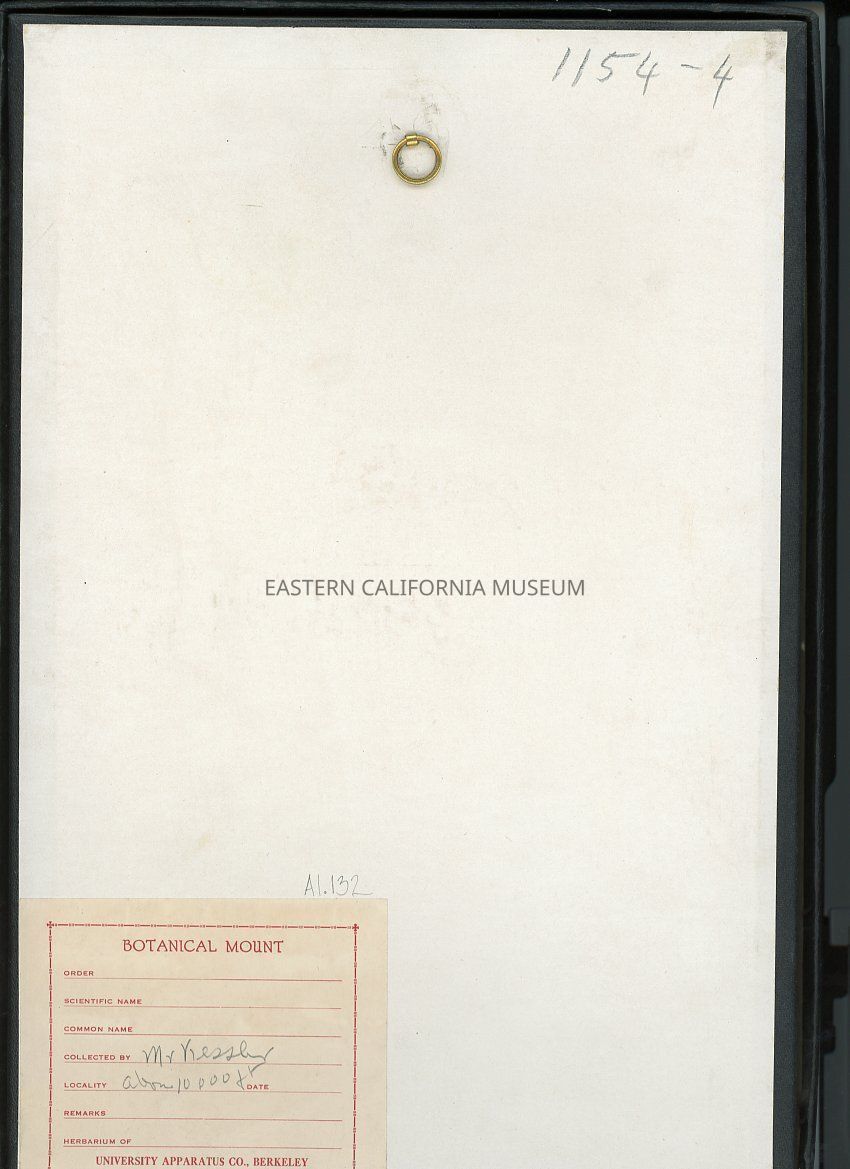 1154-4
EASTERN CALIFORNIA MUSEUM
A1.132
BOTANICAL MOUNT
ORDER
SCIENTIFIC NAME
COMMON NAME
COLLECTED BY Mr Kessler
LOCALITY above 10000 ft DATE
REMARKS
HERBARIUM OF
UNIVERSITY APPARATUS CO., BERKELEY